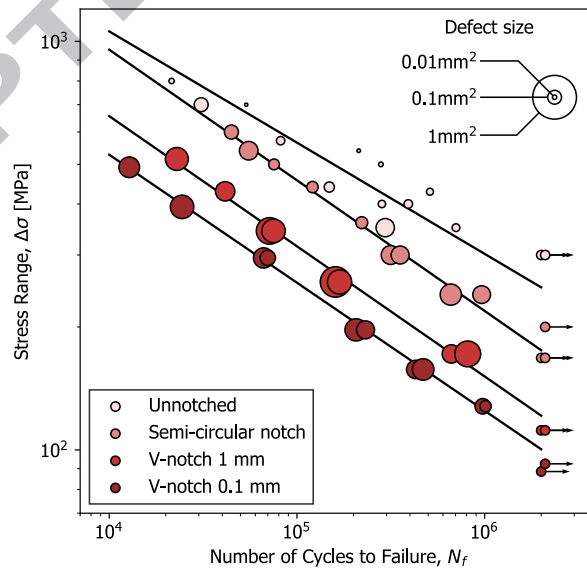 Defect size
0.01mm²
0.1mm²
1mm²
10³
10²
Stress Range, Δσ [MPa]
Unnotched
Semi-circular notch
V-notch 1 mm
V-notch 0.1 mm
10⁴
10⁵
10⁶
Number of Cycles to Failure, N_f